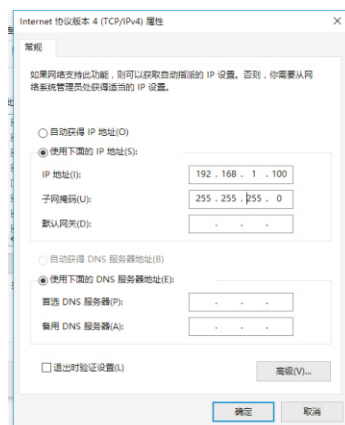 Internet 协议版本 4 (TCP/IPv4) 属性
常规
如果网络支持此功能，则可以获取自动指派的 IP 设置。否则，你需要从网
络系统管理员处获得适当的 IP 设置。
自动获得 IP 地址(O)
使用下面的 IP 地址(S):
IP 地址(I): 192 . 168 . 1 . 100
子网掩码(U): 255 . 255 . 255 . 0
默认网关(D): . . .
自动获得 DNS 服务器地址(B)
使用下面的 DNS 服务器地址(E):
首选 DNS 服务器(P): . . .
备用 DNS 服务器(A): . . .
退出时验证设置(L)
高级(V)...
确定 取消